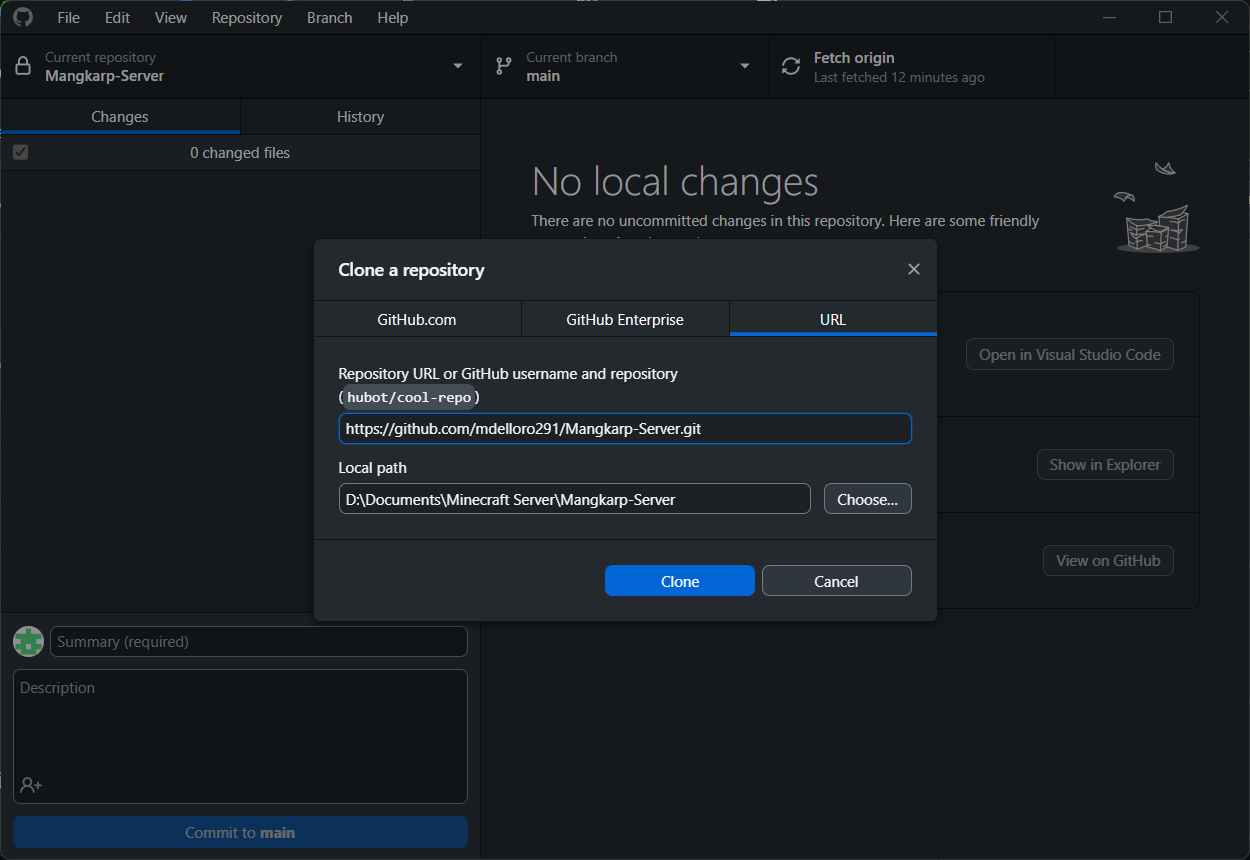 File Edit View Repository Branch Help
Current repository
Mangkarp-Server
Current branch
main
Fetch origin
Last fetched 12 minutes ago
Changes History
0 changed files
No local changes
There are no uncommitted changes in this repository. Here are some friendly
Clone a repository
GitHub.com GitHub Enterprise URL
Repository URL or GitHub username and repository
(hubot/cool-repo)
https://github.com/mdelloro291/Mangkarp-Server.git
Local path
D:\Documents\Minecraft Server\Mangkarp-Server Choose...
Clone Cancel
Open in Visual Studio Code
Show in Explorer
View on GitHub
Summary (required)
Description
Commit to main